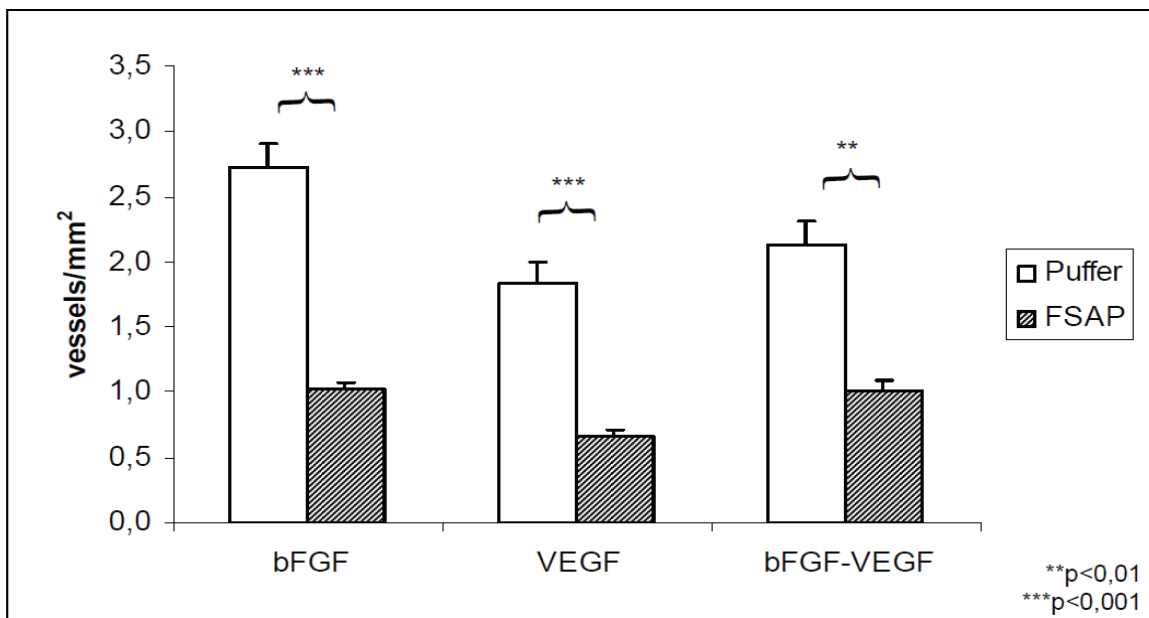 vessels/mm²
3,5
3,0
2,5
2,0
1,5
1,0
0,5
0,0
***
***
**
bFGF
VEGF
bFGF-VEGF
Puffer
FSAP
**p<0,01
***p<0,001